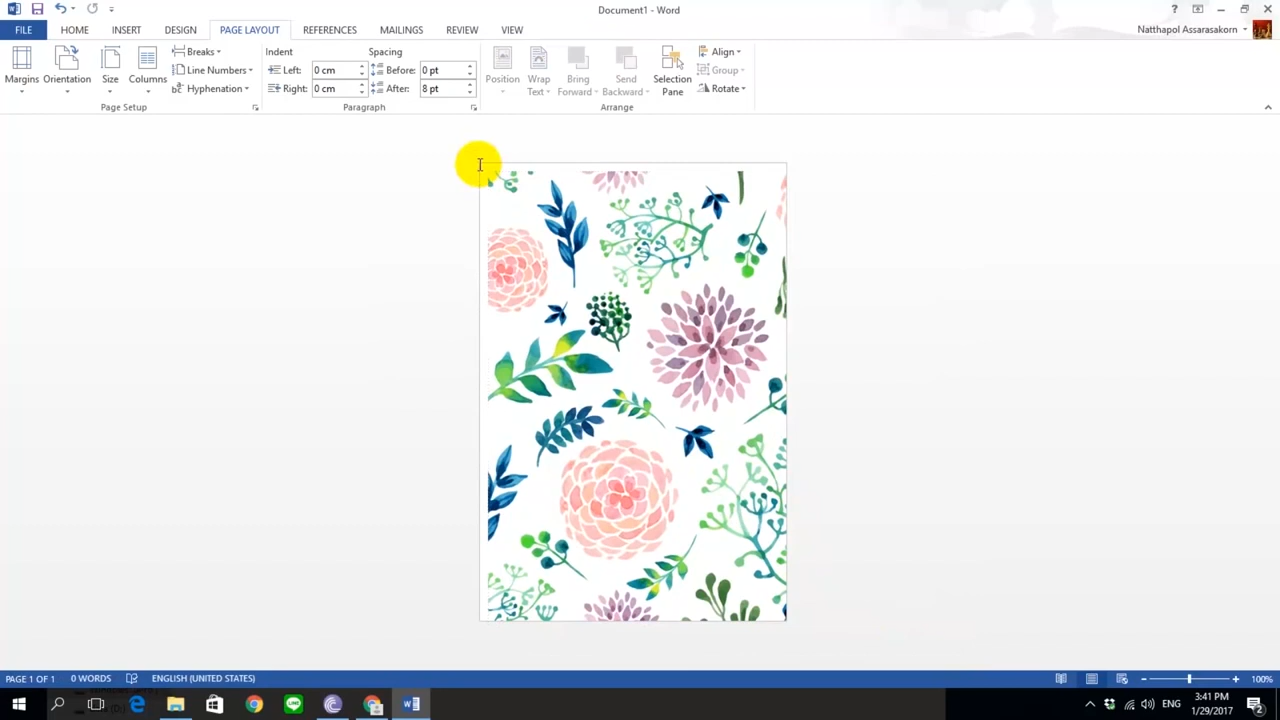 Document1 - Word
FILE HOME INSERT DESIGN PAGE LAYOUT REFERENCES MAILINGS REVIEW VIEW Natthapol Assarasakorn
Margins Orientation Size Columns
Breaks
Line Numbers
Hyphenation
Page Setup
Indent Spacing
Left: 0 cm Before: 0 pt
Right: 0 cm After: 8 pt
Paragraph
Position Wrap Text Bring Forward Send Backward Selection Pane
Align
Group
Rotate
Arrange
PAGE 1 OF 1 0 WORDS ENGLISH (UNITED STATES) 100%
LINE ENG 3:41 PM
1/29/2017 2